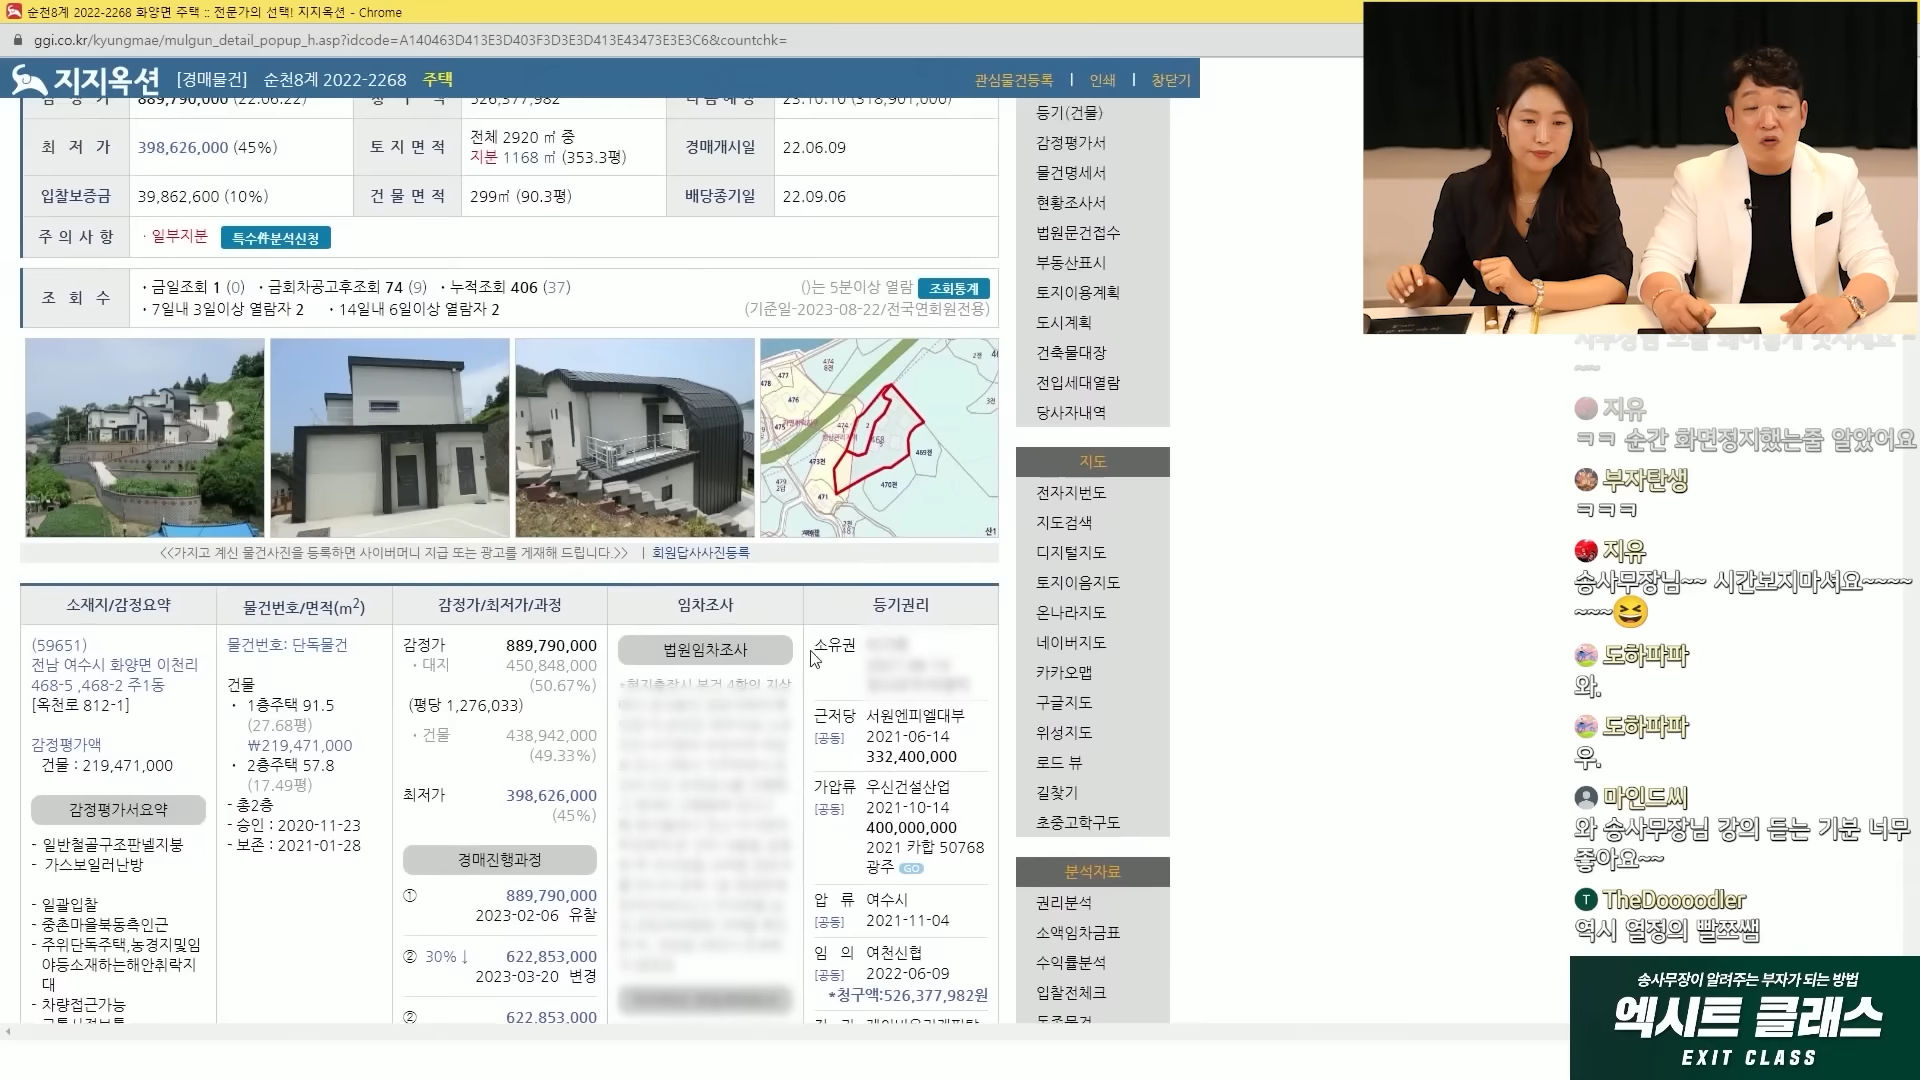 순천8계 2022-2268 화양면 주택 :: 전문가의 선택! 지지옥션 - Chrome
ggi.co.kr/kyungmae/mulgun_detail_popup_h.asp?idcode=A140463D413E3D403F3D3E3D413E43473E3E3C6&countchk=
지지옥션 [경매물건] 순천8계 2022-2268 주택 관심물건등록 | 인쇄 | 창닫기
감 정 가 889,790,000 (22.06.22) 청 구 액 526,377,982 다음예정 23.10.10 (318,901,000)
최 저 가 398,626,000 (45%) 토 지 면 적 전체 2920 ㎡ 중 지분 1168 ㎡ (353.3평) 경매개시일 22.06.09
입찰보증금 39,862,600 (10%) 건 물 면 적 299㎡ (90.3평) 배당종기일 22.09.06
주 의 사 항 · 일부지분 특수件분석신청
조 회 수 · 금일조회 1 (0) · 금회차공고후조회 74 (9) · 누적조회 406 (37) ()는 5분이상 열람 조회통계
· 7일내 3일이상 열람자 2 · 14일내 6일이상 열람자 2 (기준일-2023-08-22/전국연회원전용)
<<가지고 계신 물건사진을 등록하면 사이버머니 지급 또는 광고를 게재해 드립니다.>> | 회원답사사진등록
소재지/감정요약
(59651)
전남 여수시 화양면 이천리
468-5 ,468-2 주1동
[옥천로 812-1]
감정평가액
건물 : 219,471,000
감정평가서요약
- 일반철골구조판넬지붕
- 가스보일러난방
- 일괄입찰
- 중촌마을북동측인근
- 주위단독주택,농경지및임
야등소재하는해안취락지
대
- 차량접근가능
물건번호/면적(m2)
물건번호: 단독물건
건물
· 1층주택 91.5
(27.68평)
₩219,471,000
· 2층주택 57.8
(17.49평)
- 총2층
- 승인 : 2020-11-23
- 보존 : 2021-01-28
감정가/최저가/과정
감정가 889,790,000
· 대지 450,848,000
(50.67%)
(평당 1,276,033)
· 건물 438,942,000
(49.33%)
최저가 398,626,000
(45%)
경매진행과정
① 889,790,000
2023-02-06 유찰
② 30%↓ 622,853,000
2023-03-20 변경
② 622,853,000
임차조사
법원임차조사
등기권리
소유권
근저당 서원엔피엘대부
[공동] 2021-06-14
332,400,000
가압류 우신건설산업
[공동] 2021-10-14
400,000,000
2021 카합 50768
광주 GO
압 류 여수시
[공동] 2021-11-04
임 의 여천신협
[공동] 2022-06-09
*청구액:526,377,982원
등기(건물)
감정평가서
물건명세서
현황조사서
법원문건접수
부동산표시
토지이용계획
도시계획
건축물대장
전입세대열람
당사자내역
지도
전자지번도
지도검색
디지털지도
토지이음지도
온나라지도
네이버지도
카카오맵
구글지도
위성지도
로드 뷰
길찾기
초중고학구도
분석자료
권리분석
소액임차금표
수익률분석
입찰전체크
동종물건
지유
ㅋㅋ 순간 화면정지했는줄 알았어요
부자탄생
ㅋㅋㅋ
지유
송사무장님~~ 시간보지마셔요~~~~
~~~😆
도하파파
와.
도하파파
우.
마인드씨
와 송사무장님 강의 듣는 기분 너무
좋아요~~
T TheDoooodler
역시 열정의 빨쪼쌤
송사무장이 알려주는 부자가 되는 방법
엑시트 클래스
EXIT CLASS